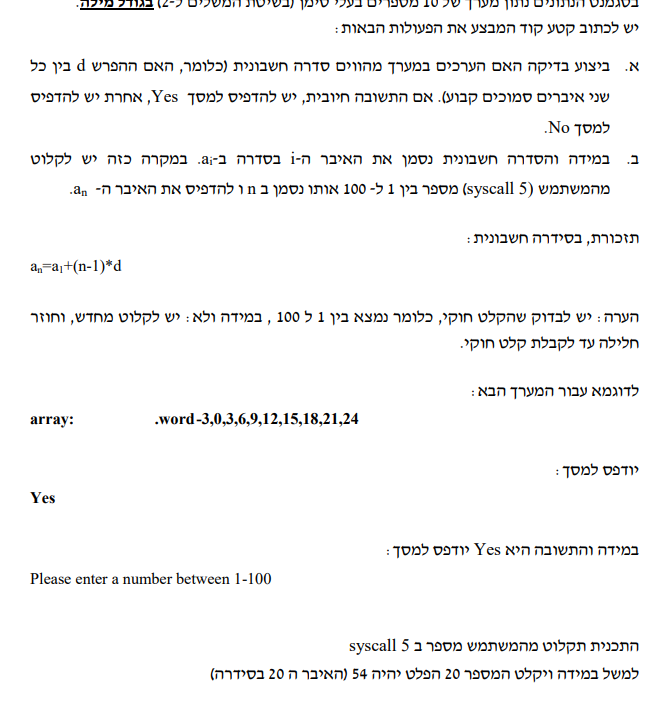 בסגמנט הנתונים נתון מערך של 10 מספרים בעלי סימן (בשיטת המשלים ל-2) בגודל מילה.
יש לכתוב קטע קוד המבצע את הפעולות הבאות:
א. ביצוע בדיקה האם הערכים במערך מהווים סדרה חשבונית (כלומר, האם ההפרש d בין כל
שני איברים סמוכים קבוע). אם התשובה חיובית, יש להדפיס למסך Yes, אחרת יש להדפיס
למסך No.
ב. במידה והסדרה חשבונית נסמן את האיבר ה-i בסדרה ב-aᵢ. במקרה כזה יש לקלוט
מהמשתמש (syscall 5) מספר בין 1 ל- 100 אותו נסמן ב n ו להדפיס את האיבר ה- aₙ.
תזכורת, בסידרה חשבונית:
aₙ=a₁+(n-1)*d
הערה: יש לבדוק שהקלט חוקי, כלומר נמצא בין 1 ל 100 , במידה ולא: יש לקלוט מחדש, וחוזר
חלילה עד לקבלת קלט חוקי.
לדוגמא עבור המערך הבא:
array: .word -3,0,3,6,9,12,15,18,21,24
יודפס למסך:
Yes
במידה והתשובה היא Yes יודפס למסך:
Please enter a number between 1-100
התכנית תקלוט מהמשתמש מספר ב syscall 5
למשל במידה ויקלט המספר 20 הפלט יהיה 54 (האיבר ה 20 בסידרה)